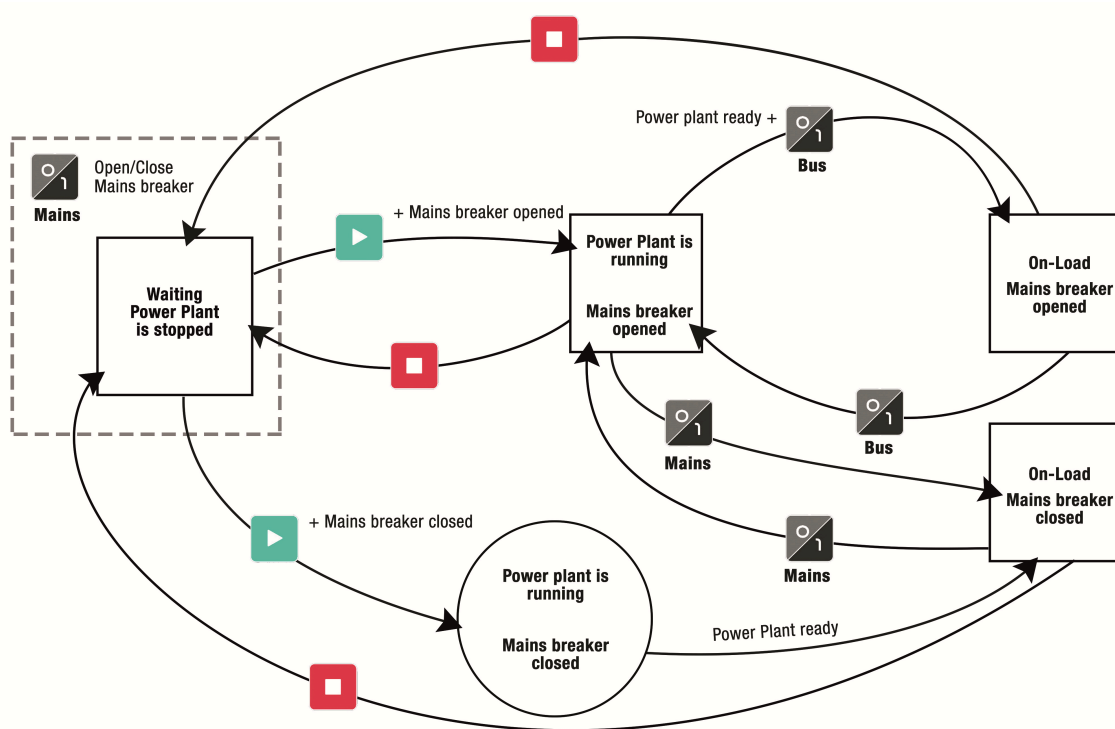 Power plant ready +
Bus
Open/Close
Mains breaker
Mains
+ Mains breaker opened
Waiting
Power Plant
is stopped
Power Plant is
running
Mains breaker
opened
On-Load
Mains breaker
opened
Mains
Bus
On-Load
Mains breaker
closed
+ Mains breaker closed
Mains
Power plant is
running
Mains breaker
closed
Power Plant ready